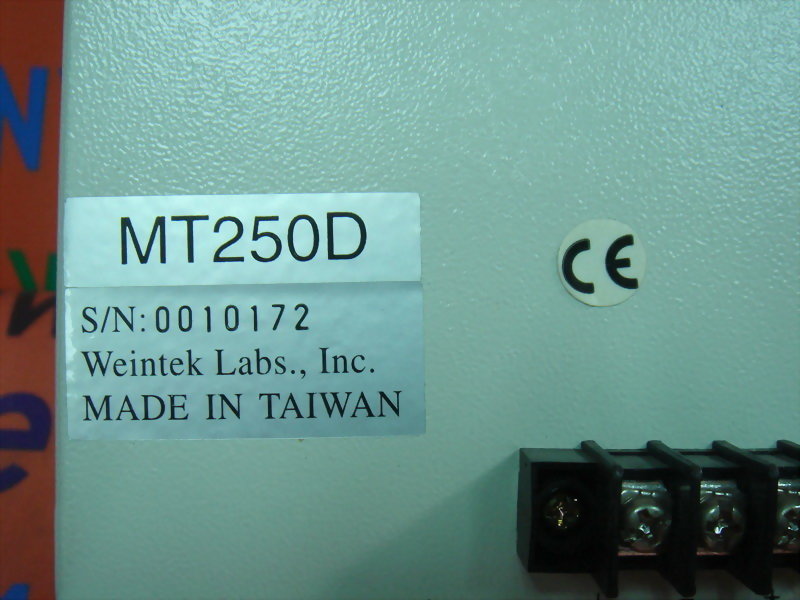 MT250D
S/N: 0010172
Weintek Labs., Inc.
MADE IN TAIWAN
CE